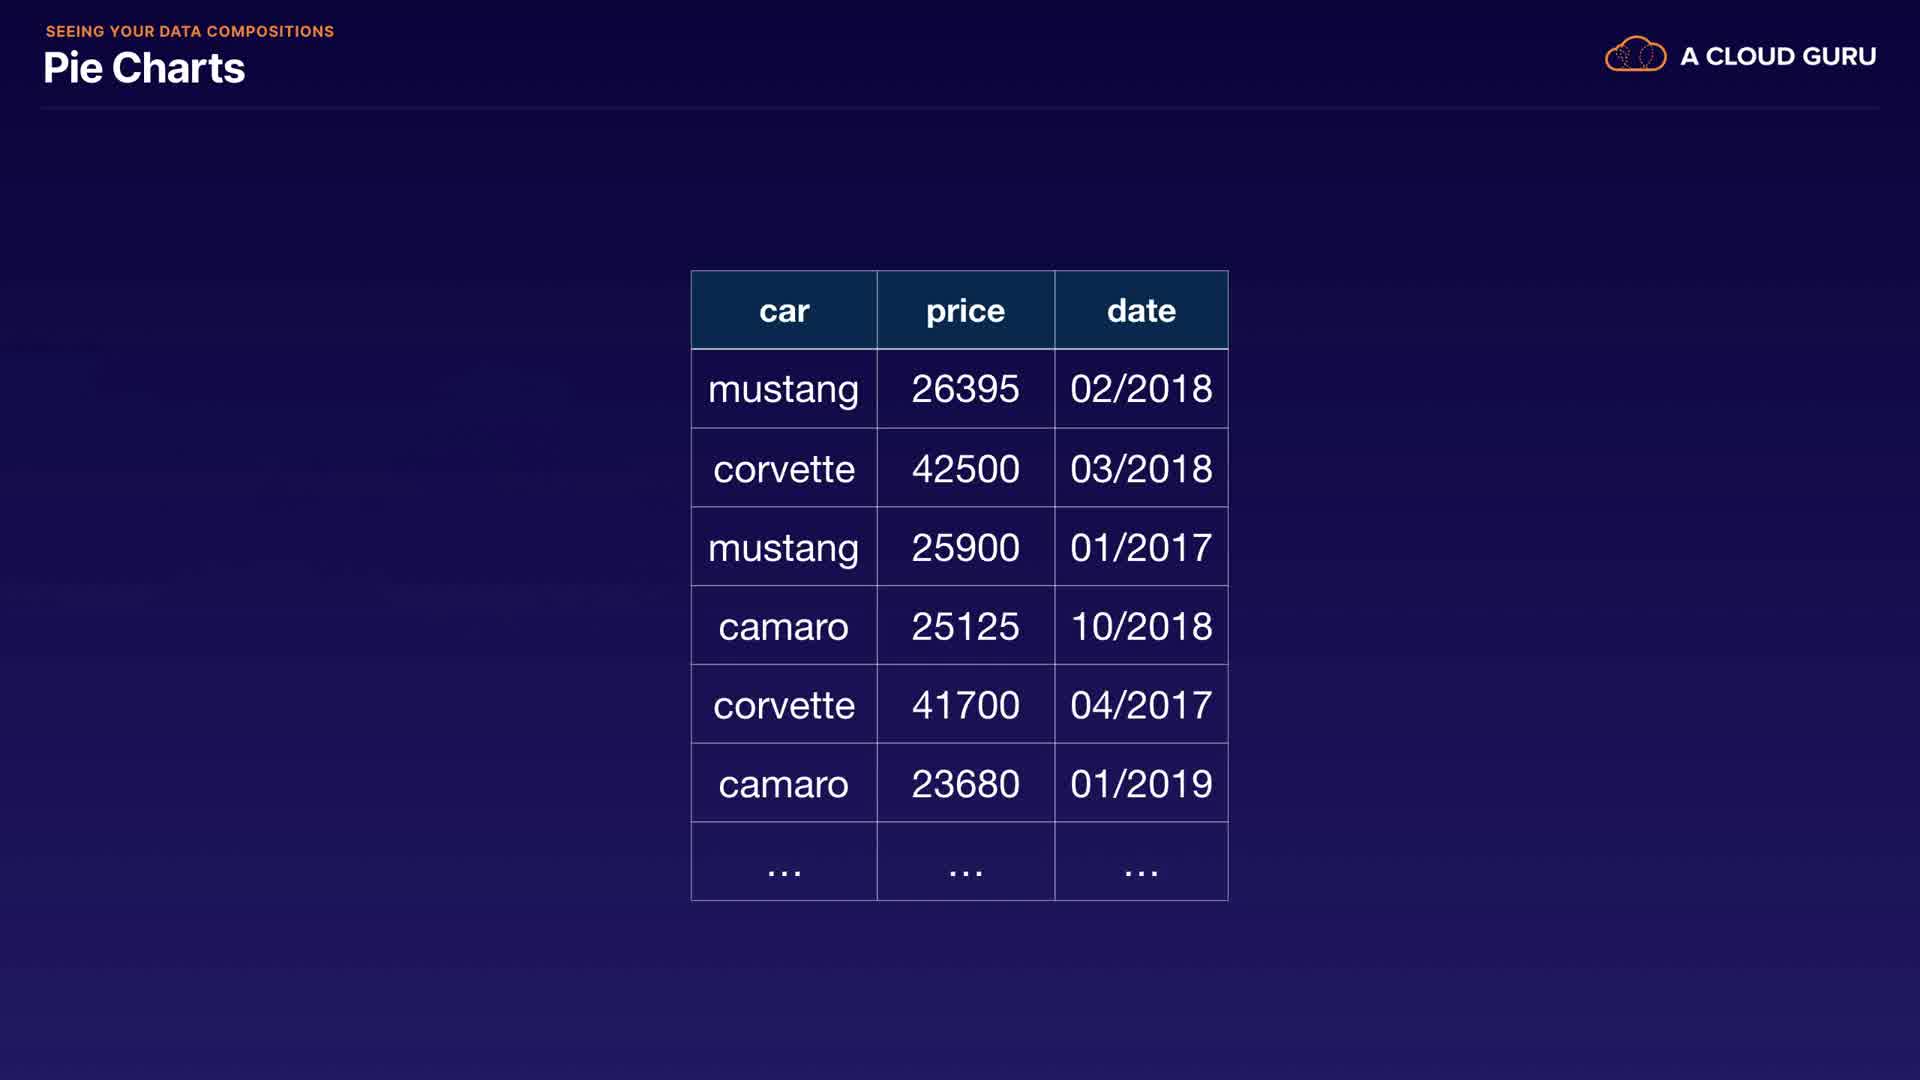 SEEING YOUR DATA COMPOSITIONS
Pie Charts
A CLOUD GURU
car price date
mustang 26395 02/2018
corvette 42500 03/2018
mustang 25900 01/2017
camaro 25125 10/2018
corvette 41700 04/2017
camaro 23680 01/2019
... ... ...